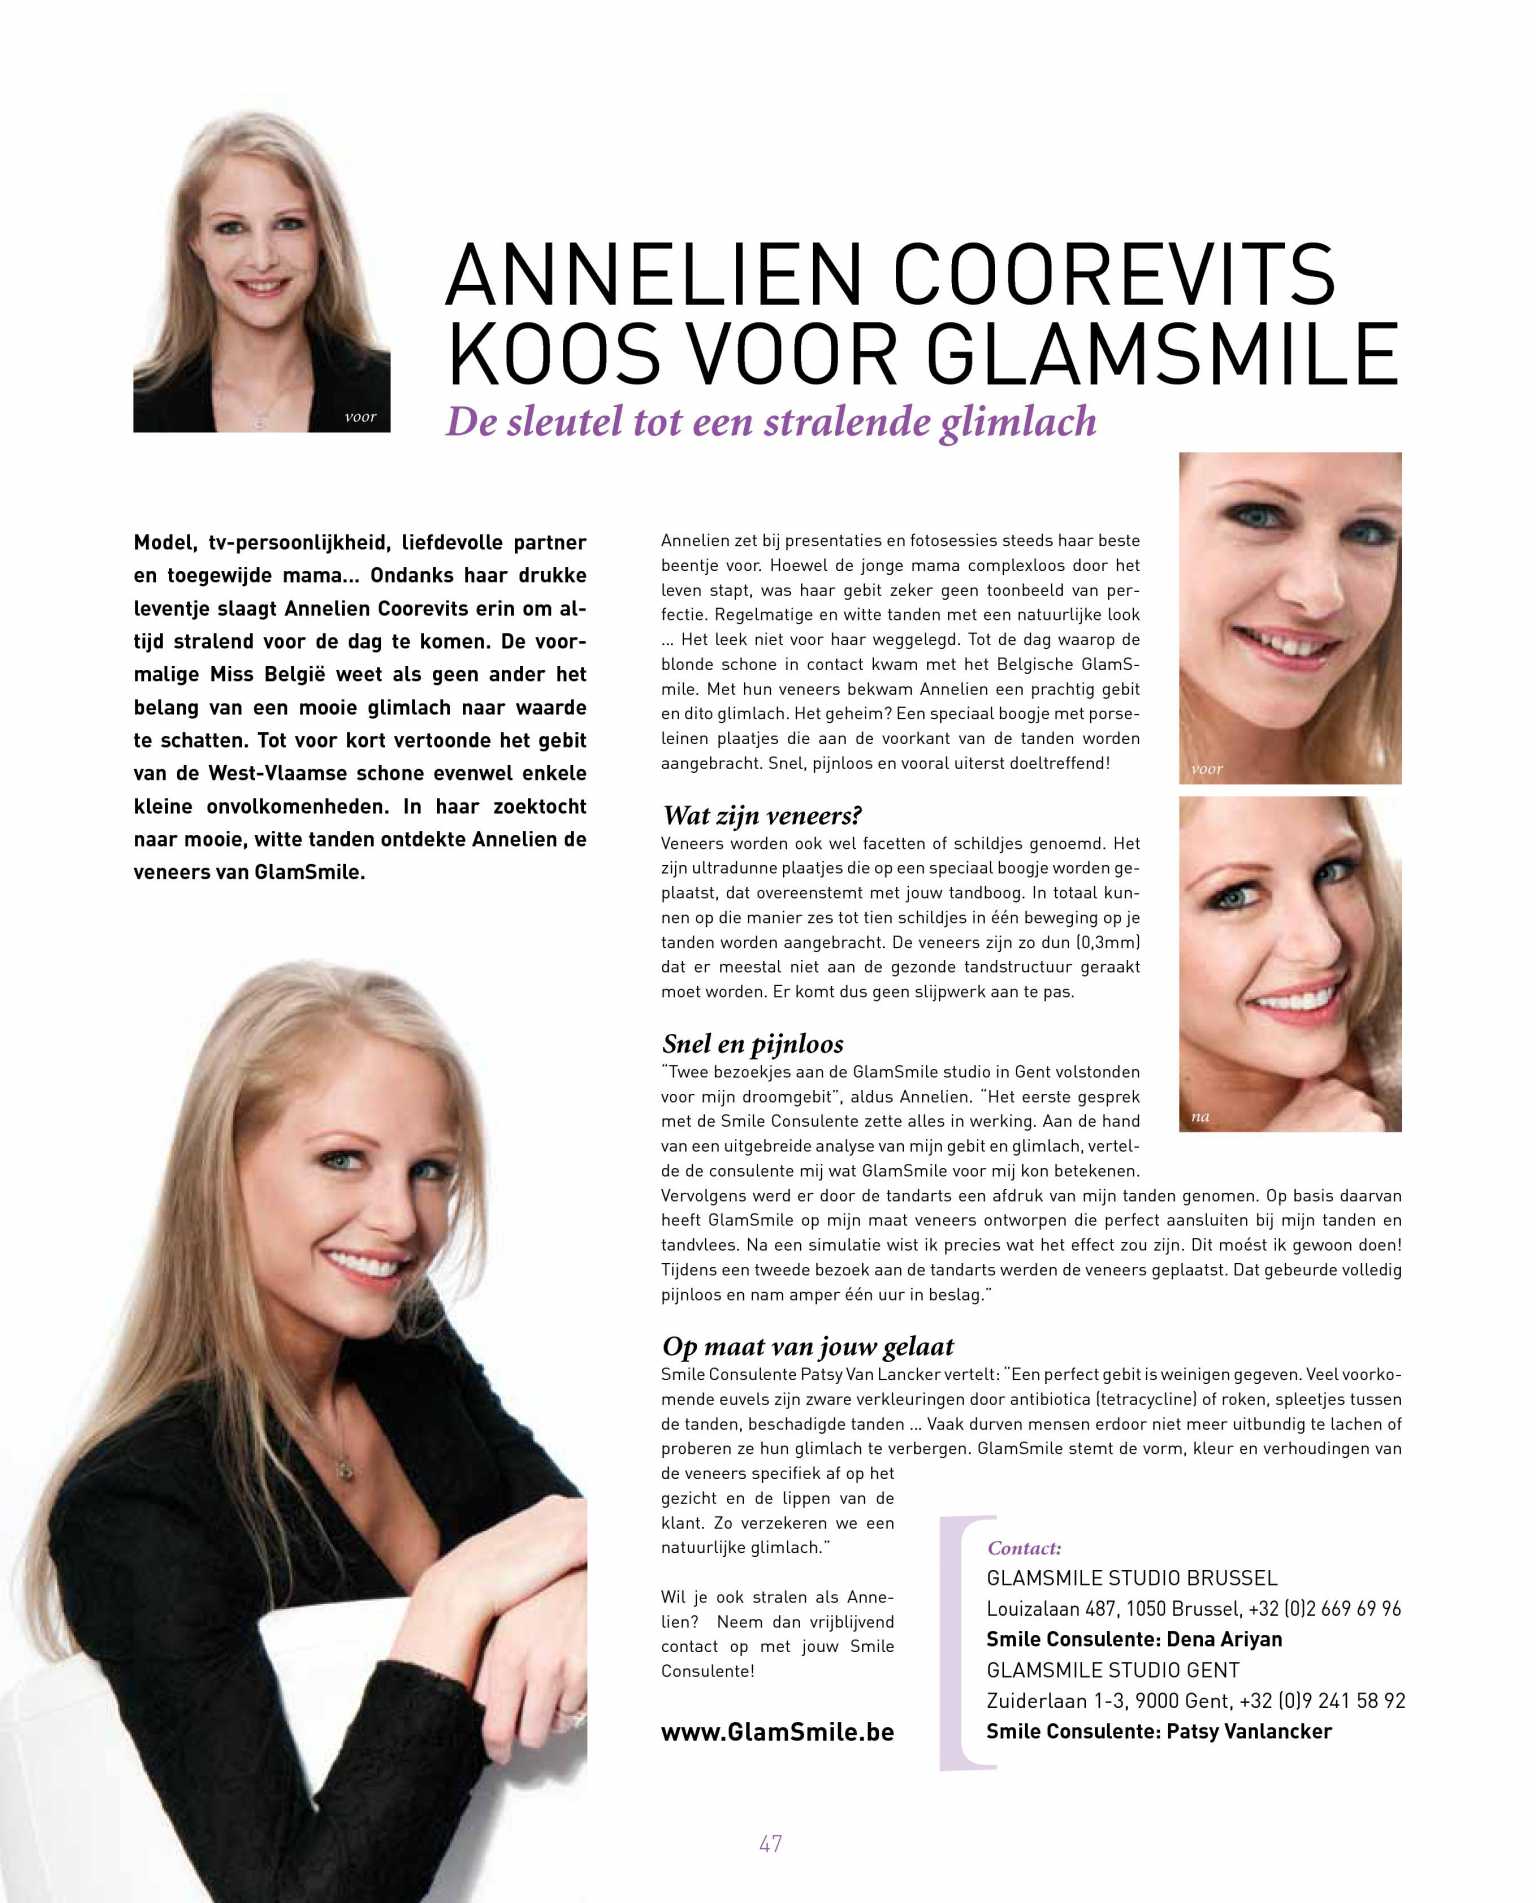 voor
ANNELIEN COOREVITS
KOOS VOOR GLAMSMILE
De sleutel tot een stralende glimlach
Model, tv-persoonlijkheid, liefdevolle partner
en toegewijde mama... Ondanks haar drukke
leventje slaagt Annelien Coorevits erin om al-
tijd stralend voor de dag te komen. De voor-
malige Miss België weet als geen ander het
belang van een mooie glimlach naar waarde
te schatten. Tot voor kort vertoonde het gebit
van de West-Vlaamse schone evenwel enkele
kleine onvolkomenheden. In haar zoektocht
naar mooie, witte tanden ontdekte Annelien de
veneers van GlamSmile.
Annelien zet bij presentaties en fotosessies steeds haar beste
beentje voor. Hoewel de jonge mama complexloos door het
leven stapt, was haar gebit zeker geen toonbeeld van per-
fectie. Regelmatige en witte tanden met een natuurlijke look
... Het leek niet voor haar weggelegd. Tot de dag waarop de
blonde schone in contact kwam met het Belgische GlamS-
mile. Met hun veneers bekwam Annelien een prachtig gebit
en dito glimlach. Het geheim? Een speciaal boogje met porse-
leinen plaatjes die aan de voorkant van de tanden worden
aangebracht. Snel, pijnloos en vooral uiterst doeltreffend!
voor
Wat zijn veneers?
Veneers worden ook wel facetten of schildjes genoemd. Het
zijn ultradunne plaatjes die op een speciaal boogje worden ge-
plaatst, dat overeenstemt met jouw tandboog. In totaal kun-
nen op die manier zes tot tien schildjes in één beweging op je
tanden worden aangebracht. De veneers zijn zo dun (0,3mm)
dat er meestal niet aan de gezonde tandstructuur geraakt
moet worden. Er komt dus geen slijpwerk aan te pas.
na
Snel en pijnloos
"Twee bezoekjes aan de GlamSmile studio in Gent volstonden
voor mijn droomgebit", aldus Annelien. "Het eerste gesprek
met de Smile Consulente zette alles in werking. Aan de hand
van een uitgebreide analyse van mijn gebit en glimlach, vertel-
de de consulente mij wat GlamSmile voor mij kon betekenen.
Vervolgens werd er door de tandarts een afdruk van mijn tanden genomen. Op basis daarvan
heeft GlamSmile op mijn maat veneers ontworpen die perfect aansluiten bij mijn tanden en
tandvlees. Na een simulatie wist ik precies wat het effect zou zijn. Dit moést ik gewoon doen!
Tijdens een tweede bezoek aan de tandarts werden de veneers geplaatst. Dat gebeurde volledig
pijnloos en nam amper één uur in beslag."
Op maat van jouw gelaat
Smile Consulente Patsy Van Lancker vertelt: "Een perfect gebit is weinigen gegeven. Veel voorko-
mende euvels zijn zware verkleuringen door antibiotica (tetracycline) of roken, spleetjes tussen
de tanden, beschadigde tanden ... Vaak durven mensen erdoor niet meer uitbundig te lachen of
proberen ze hun glimlach te verbergen. GlamSmile stemt de vorm, kleur en verhoudingen van
de veneers specifiek af op het
gezicht en de lippen van de
klant. Zo verzekeren we een
natuurlijke glimlach."
Wil je ook stralen als Anne-
lien? Neem dan vrijblijvend
contact op met jouw Smile
Consulente!
www.GlamSmile.be
Contact:
GLAMSMILE STUDIO BRUSSEL
Louizalaan 487, 1050 Brussel, +32 (0)2 669 69 96
Smile Consulente: Dena Ariyan
GLAMSMILE STUDIO GENT
Zuiderlaan 1-3, 9000 Gent, +32 (0)9 241 58 92
Smile Consulente: Patsy Vanlancker
47